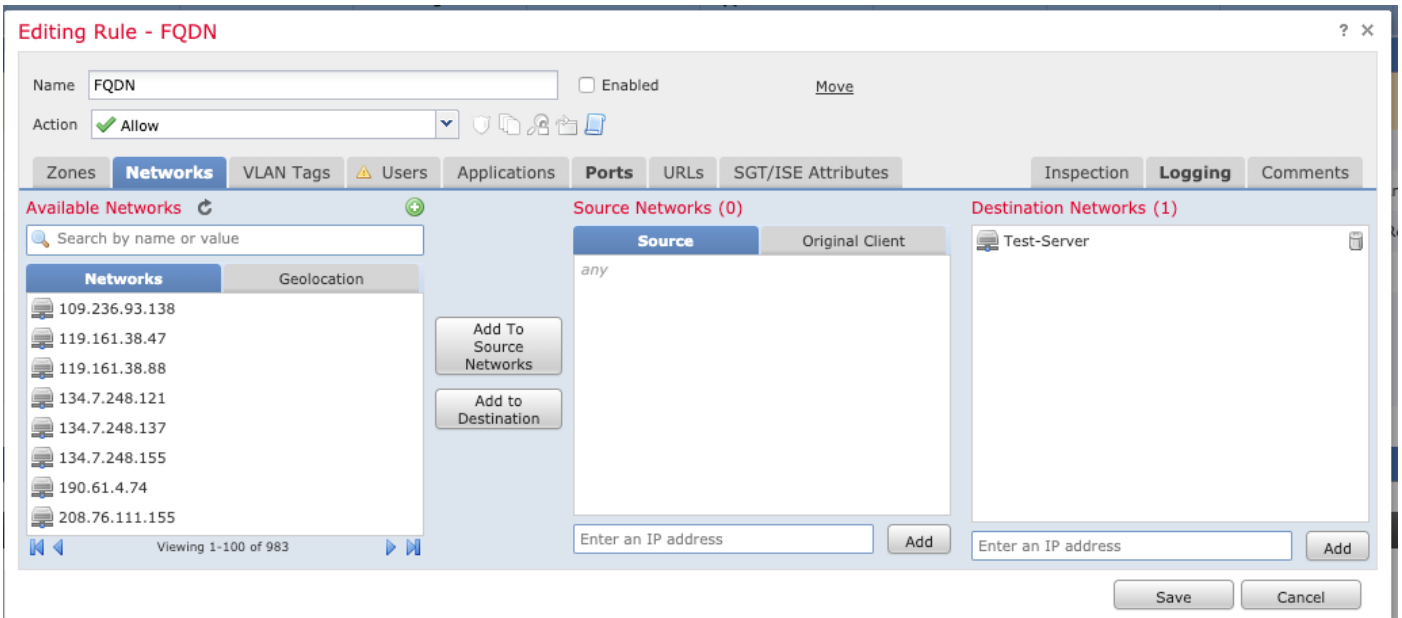 Editing Rule - FQDN
? ×
Name FQDN Enabled Move
Action Allow
Zones Networks VLAN Tags Users Applications Ports URLs SGT/ISE Attributes Inspection Logging Comments
Available Networks
Search by name or value
Networks Geolocation
109.236.93.138
119.161.38.47
119.161.38.88
134.7.248.121
134.7.248.137
134.7.248.155
190.61.4.74
208.76.111.155
Viewing 1-100 of 983
Add To
Source
Networks
Add to
Destination
Source Networks (0)
Source Original Client
any
Enter an IP address Add
Destination Networks (1)
Test-Server
Enter an IP address Add
Save Cancel